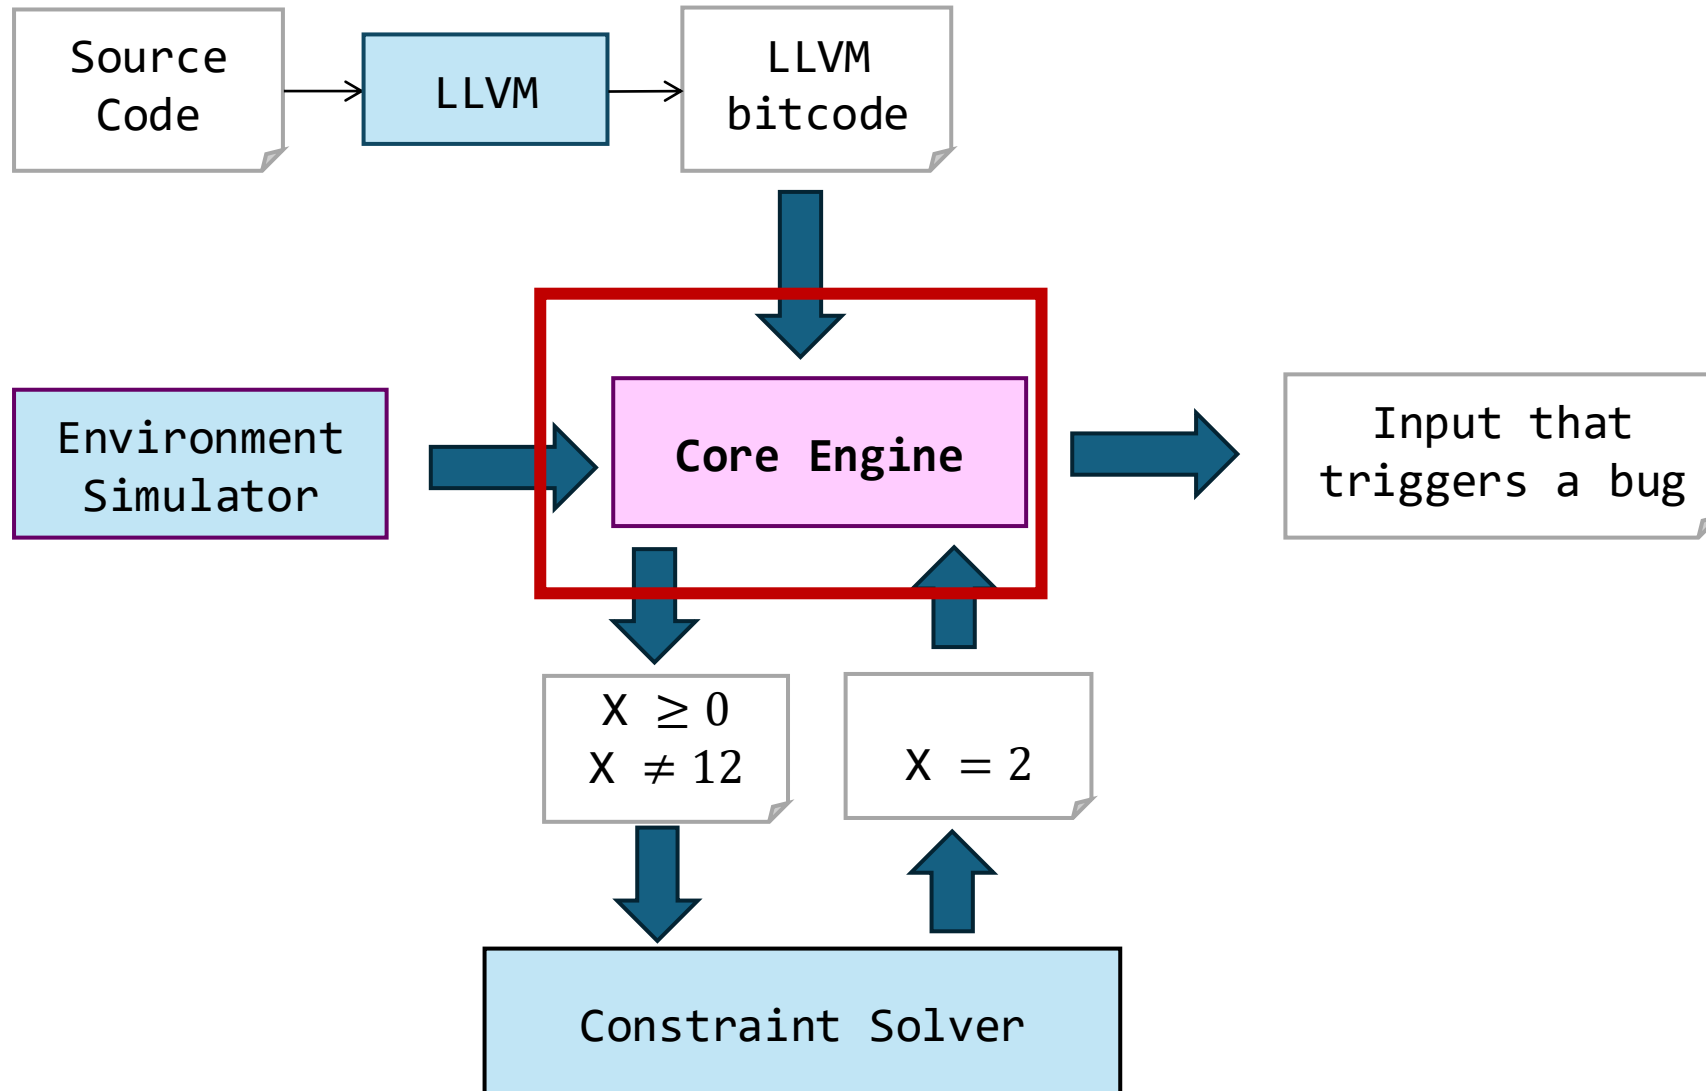 Source
Code
LLVM
LLVM
bitcode
Environment
Simulator
Core Engine
Input that
triggers a bug
X ≥ 0
X ≠ 12
X = 2
Constraint Solver